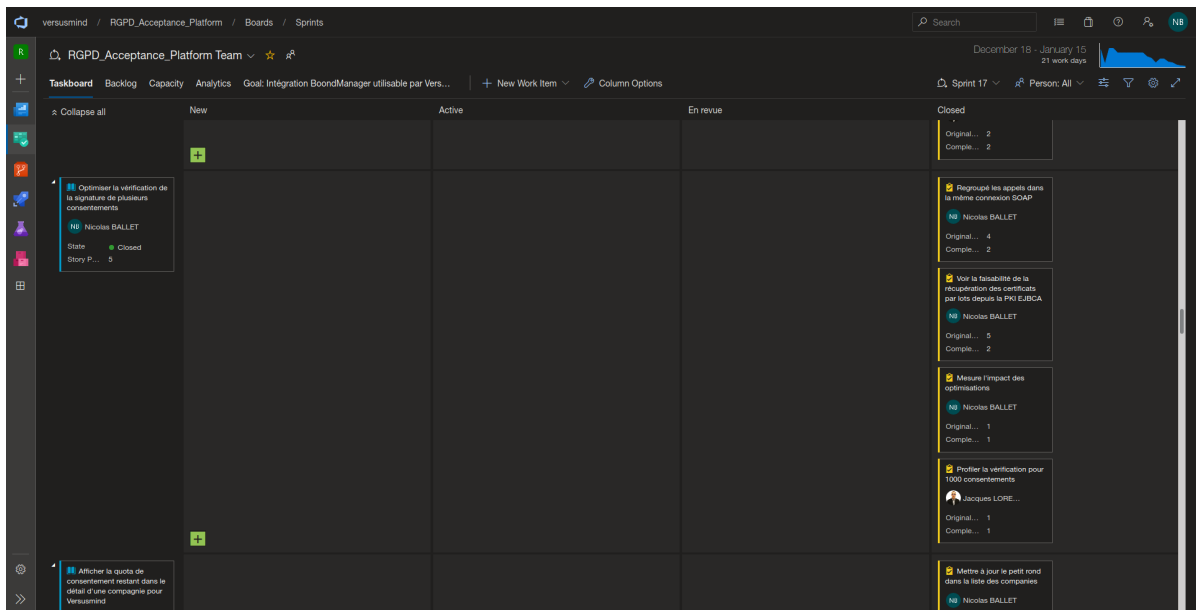 versusmind / RGPD_Acceptance_Platform / Boards / Sprints
Search
NB
R
RGPD_Acceptance_Platform Team
December 18 - January 15
21 work days
Taskboard Backlog Capacity Analytics Goal: Intégration BoondManager utilisable par Vers... New Work Item Column Options
Sprint 17 Person: All
Collapse all New Active En revue Closed
Original... 2
Comple... 2
Optimiser la vérification de
la signature de plusieurs
consentements
NB Nicolas BALLET
State Closed
Story P... 5
Regroupé les appels dans
la même connexion SOAP
NB Nicolas BALLET
Original... 4
Comple... 2
Voir la faisabilité de la
récupération des certificats
par lots depuis la PKI EJBCA
NB Nicolas BALLET
Original... 5
Comple... 2
Mesure l'impact des
optimisations
NB Nicolas BALLET
Original... 1
Comple... 1
Profiler la vérification pour
1000 consentements
Jacques LORE...
Original... 1
Comple... 1
Afficher la quota de
consentement restant dans le
détail d'une compagnie pour
Versusmind
Mettre à jour le petit rond
dans la liste des companies
NB Nicolas BALLET